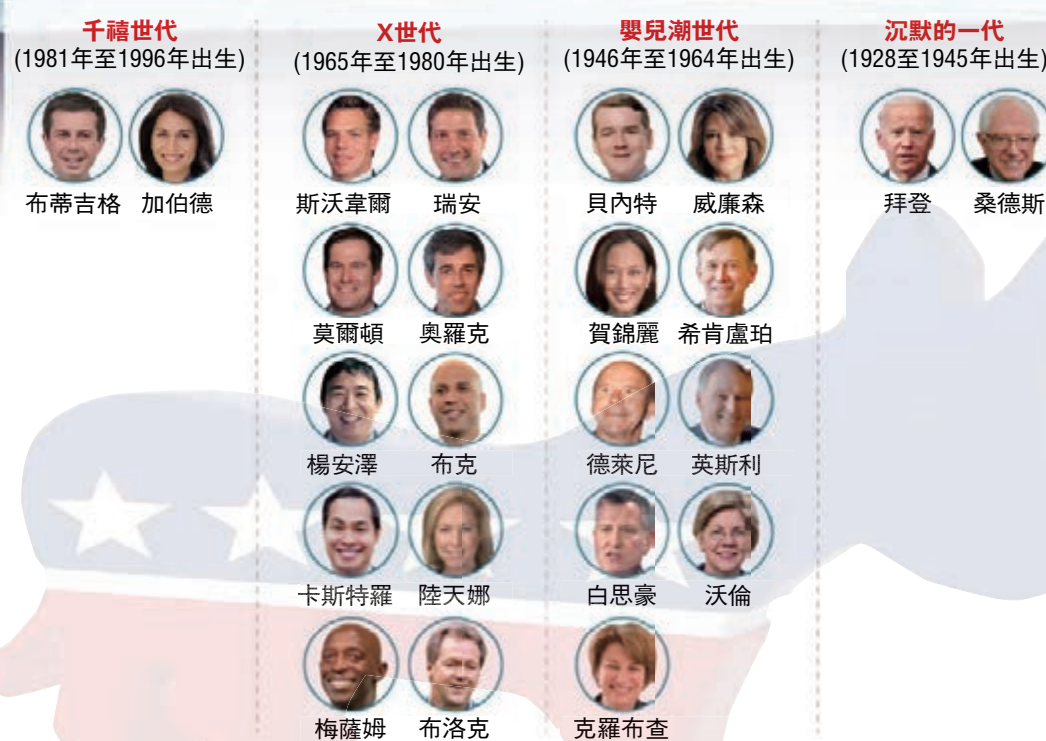 千禧世代
(1981年至1996年出生)
布蒂吉格 加伯德
X世代
(1965年至1980年出生)
斯沃韋爾 瑞安
莫爾頓 奧羅克
楊安澤 布克
卡斯特羅 陸天娜
梅薩姆 布洛克
嬰兒潮世代
(1946年至1964年出生)
貝內特 威廉森
賀錦麗 希肯盧珀
德萊尼 英斯利
白思豪 沃倫
克羅布查
沉默的一代
(1928至1945年出生)
拜登 桑德斯